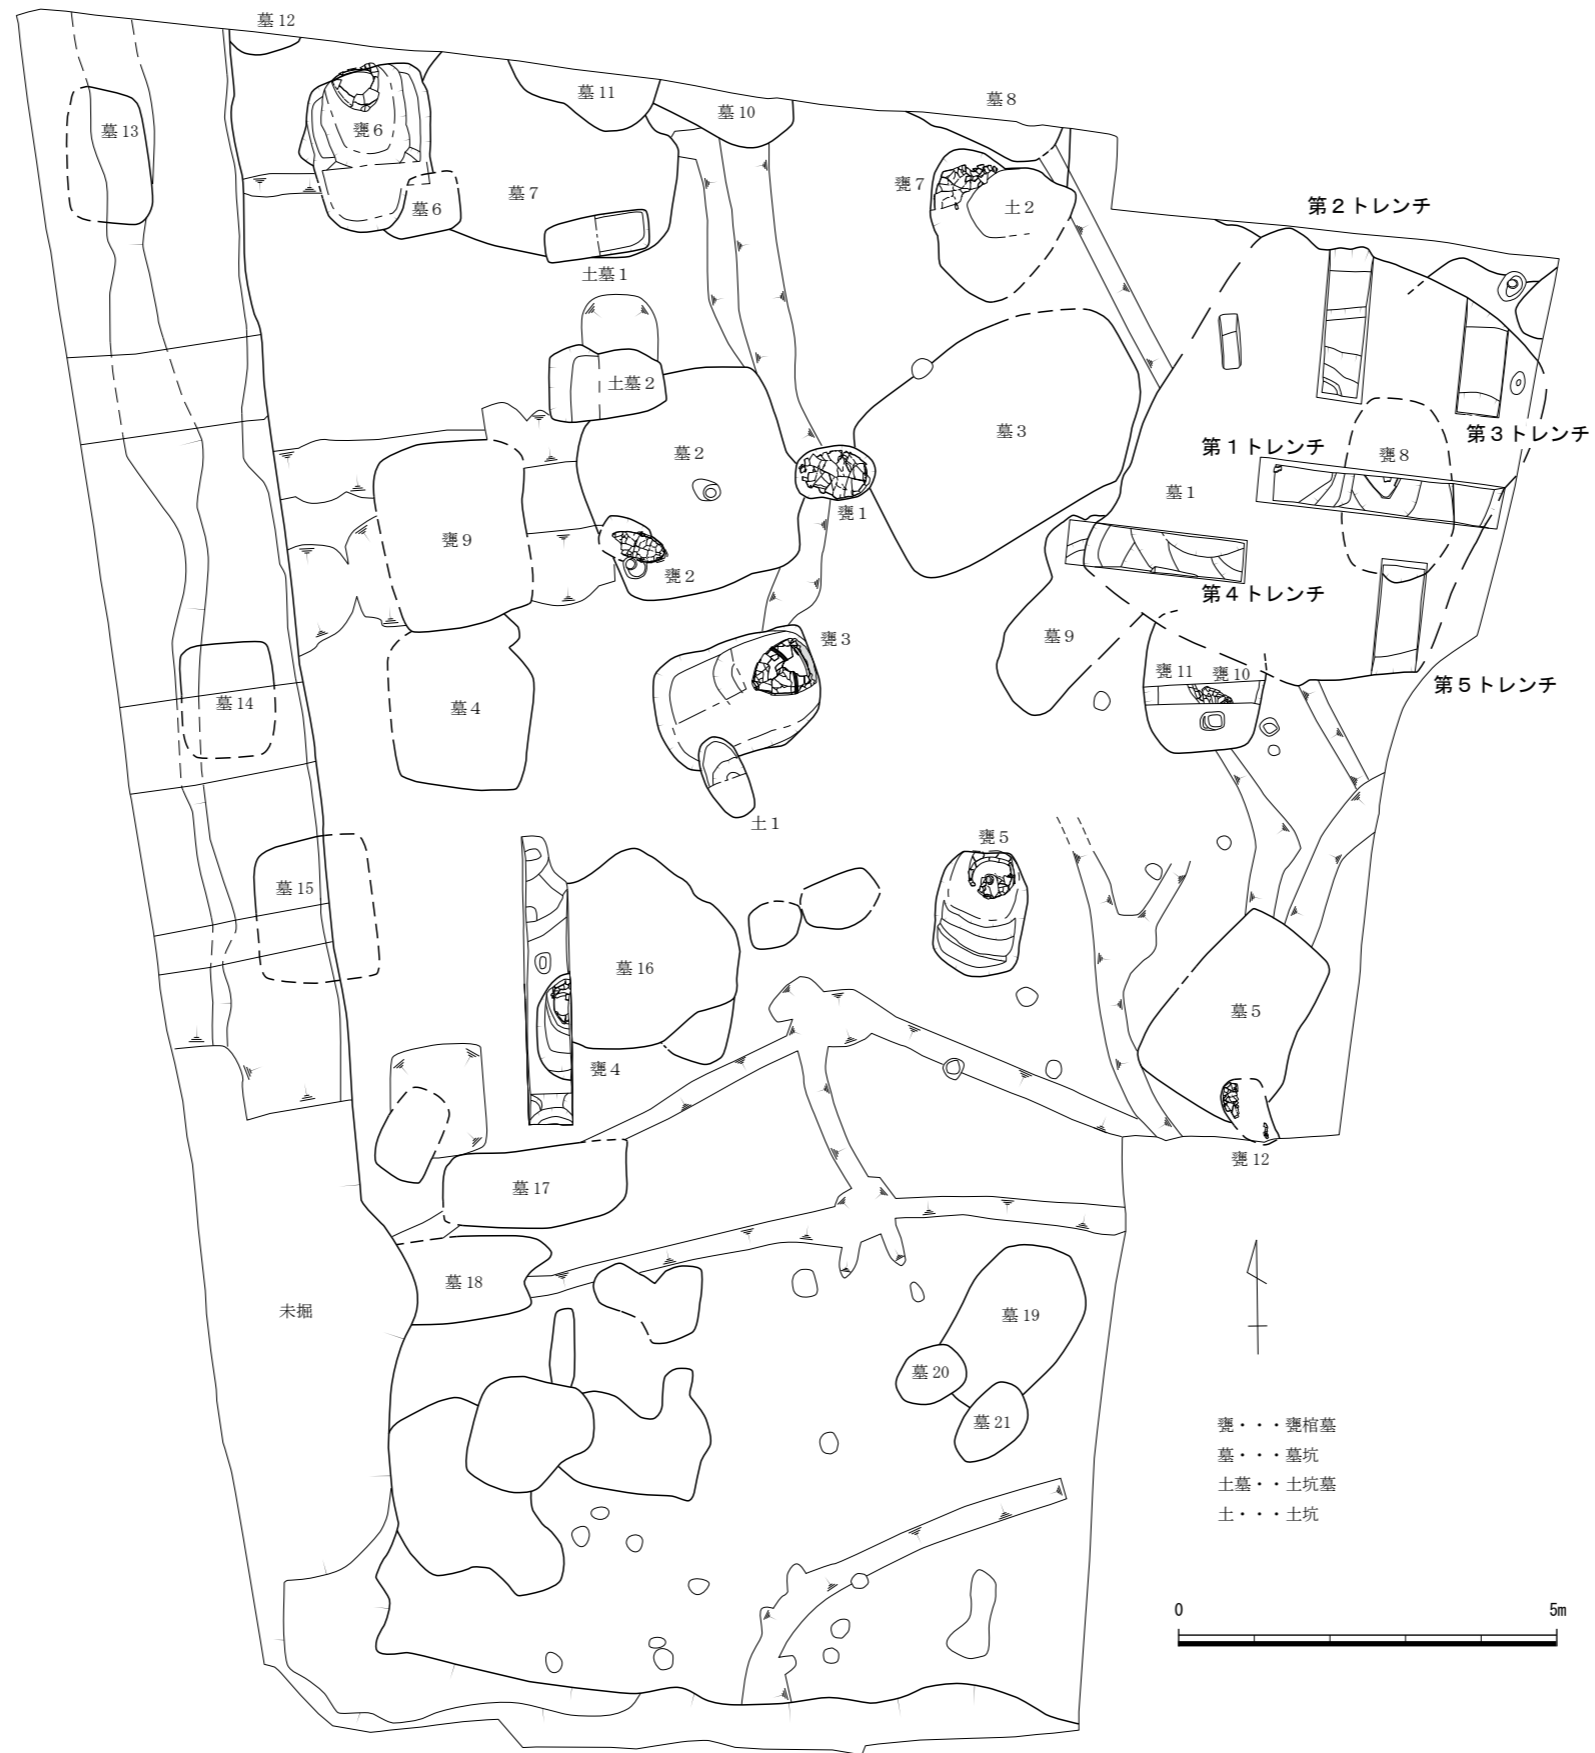 墓12
墓11
墓10
墓8
墓13
甕6
甕7
墓7
墓6
土2
第2トレンチ
土墓1
土墓2
墓3
第3トレンチ
第1トレンチ
墓2
甕8
墓1
甕1
甕9
甕2
第4トレンチ
甕3
墓9
甕11
甕10
第5トレンチ
墓14
墓4
土1
甕5
墓15
墓16
墓5
甕4
甕12
墓17
墓18
未掘
墓19
墓20
墓21
甕・・・甕棺墓
墓・・・墓坑
土墓・・土坑墓
土・・・土坑
0 5m